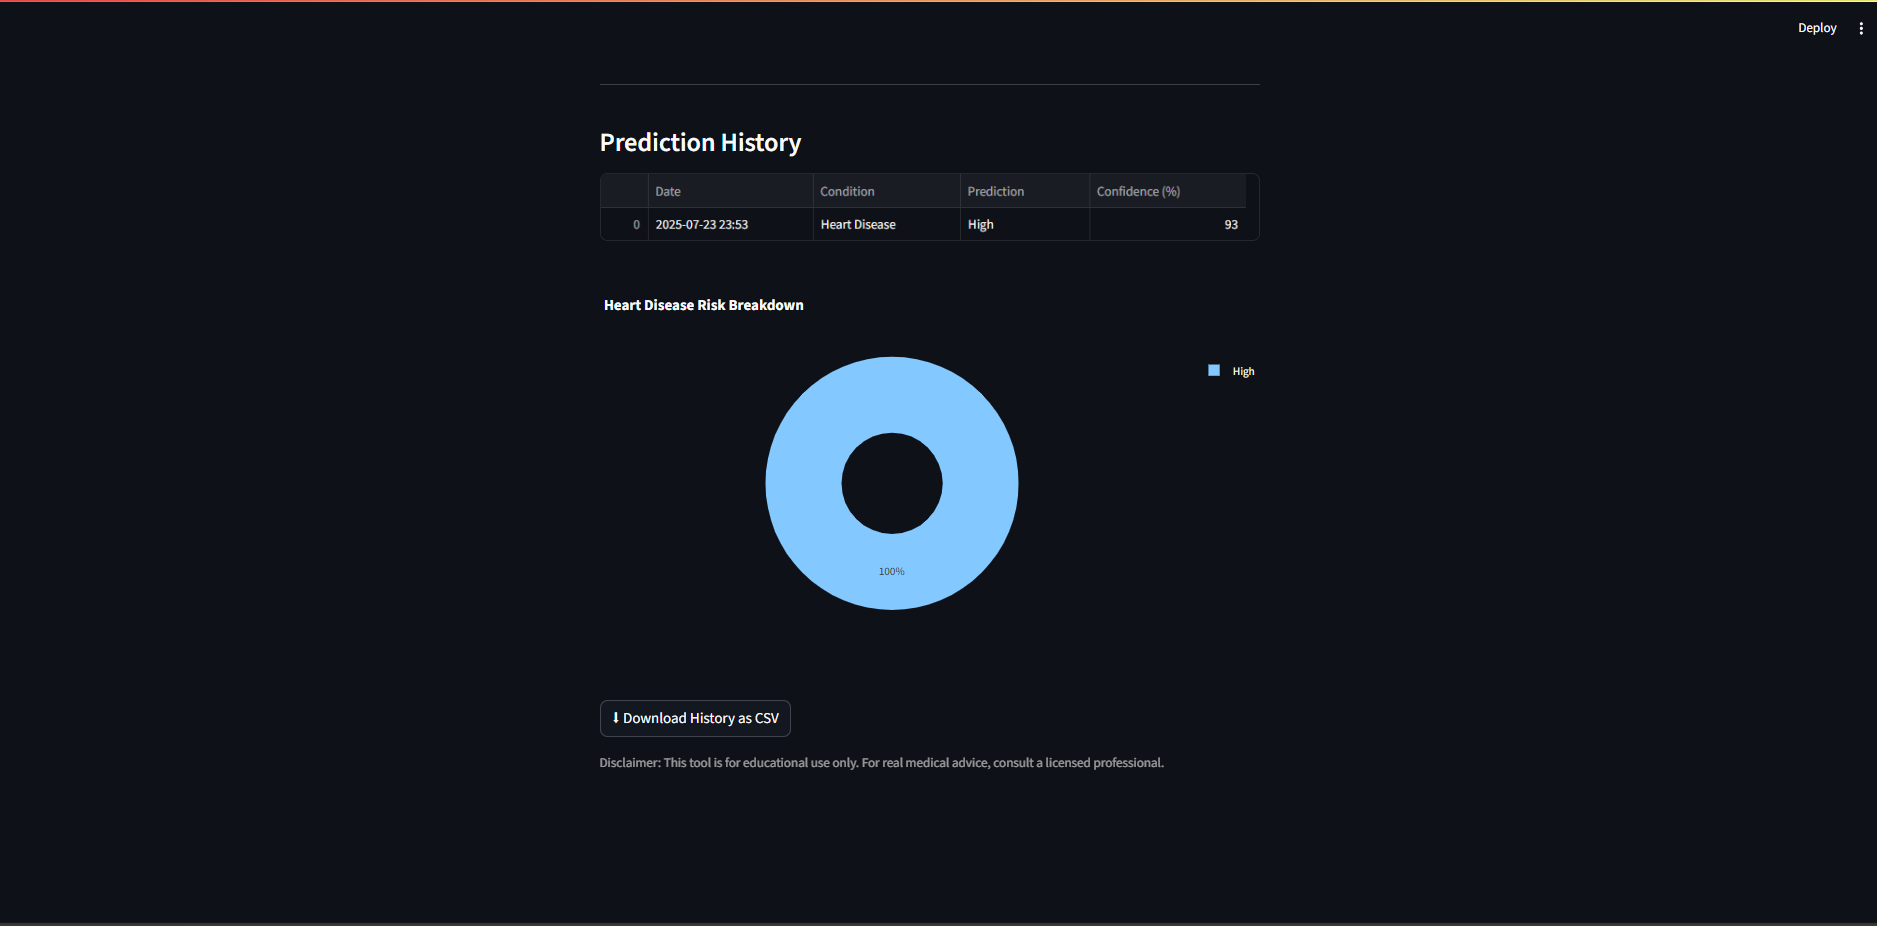 Deploy
Prediction History
Date Condition Prediction Confidence (%)
0 2025-07-23 23:53 Heart Disease High 93
Heart Disease Risk Breakdown
High
100%
⬇ Download History as CSV
Disclaimer: This tool is for educational use only. For real medical advice, consult a licensed professional.